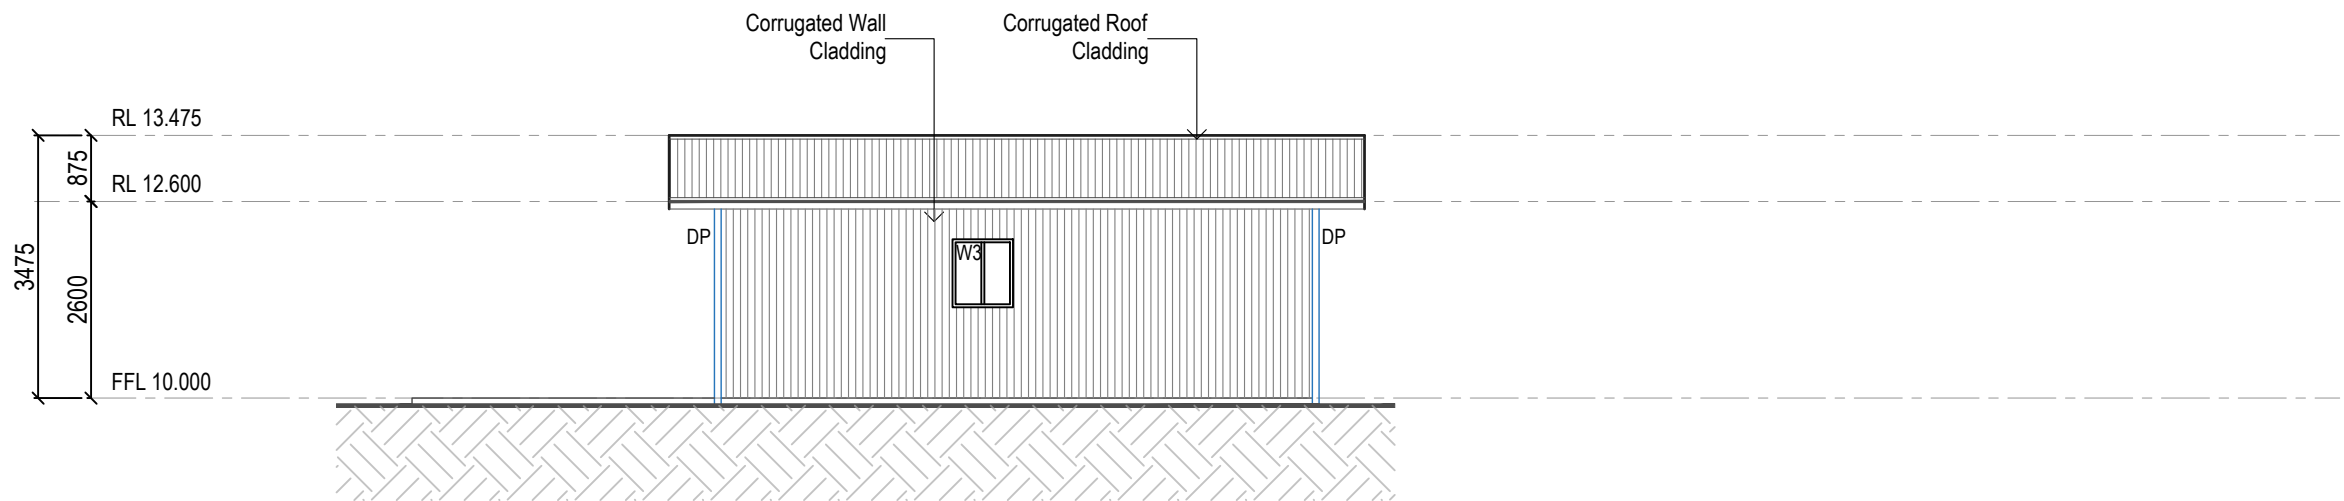 Corrugated Wall
Cladding
Corrugated Roof
Cladding
RL 13.475
875
RL 12.600
3475
2600
DP
W3
DP
FFL 10.000